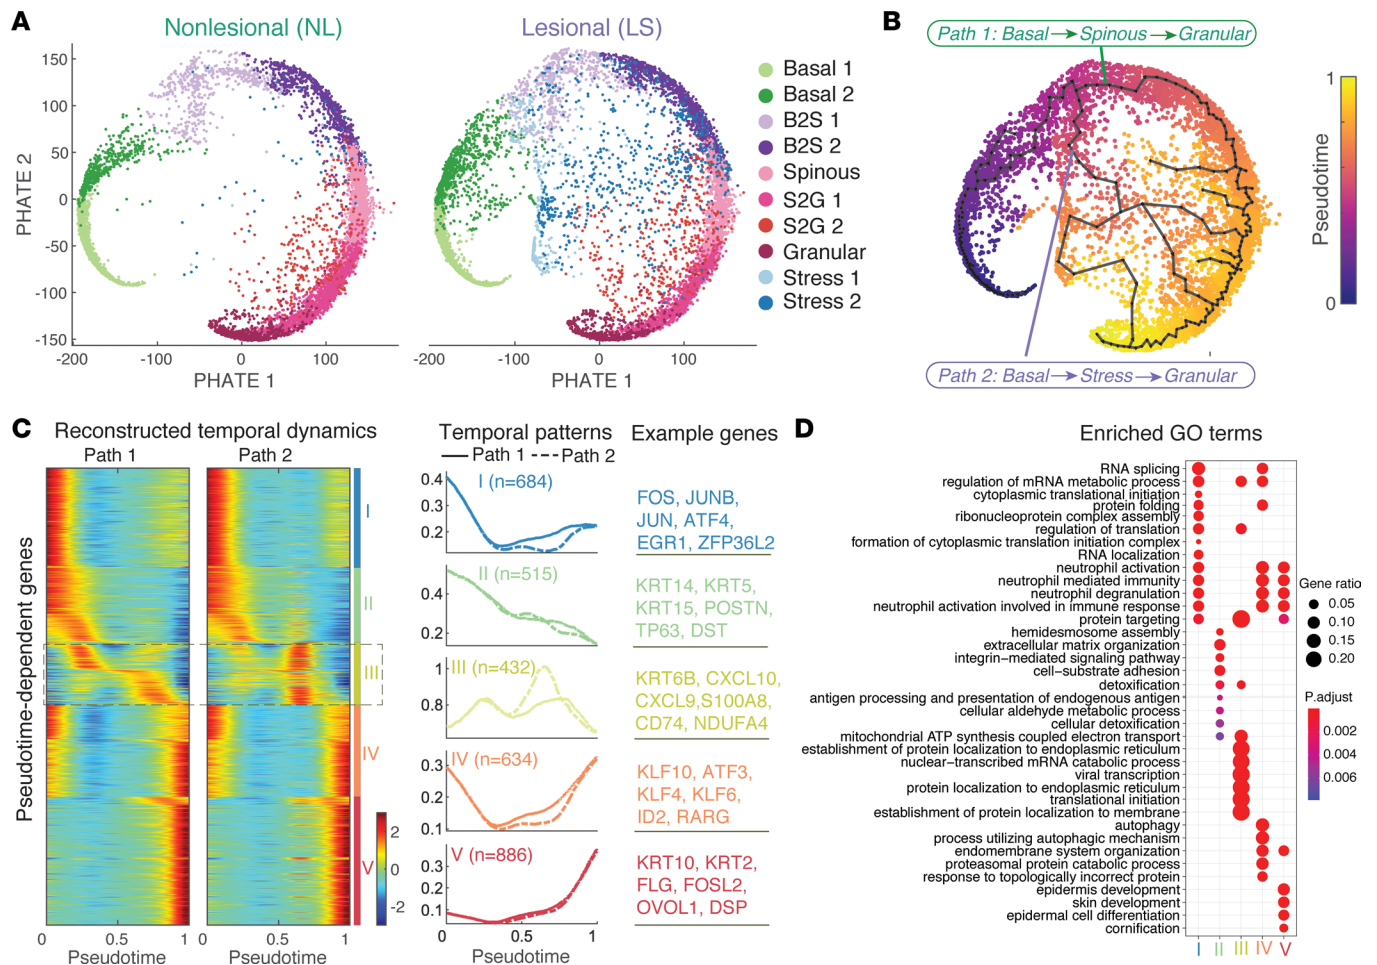 A
Nonlesional (NL)
Lesional (LS)
PHATE 2
150
100
50
0
-50
-100
-150
-200
-100
0
100
PHATE 1
-200
-100
0
100
PHATE 1
Basal 1
Basal 2
B2S 1
B2S 2
Spinous
S2G 1
S2G 2
Granular
Stress 1
Stress 2
B
Path 1: Basal→Spinous→Granular
Path 2: Basal→Stress→Granular
1
Pseudotime
0
C
Reconstructed temporal dynamics
Path 1
Path 2
Pseudotime-dependent genes
I
II
III
IV
V
2
0
-2
0
0.5
1
0
0.5
1
Pseudotime
Pseudotime
Temporal patterns
Path 1
Path 2
I (n=684)
0.4
0.3
0.2
II (n=515)
0.4
0.2
III (n=432)
1
0.8
IV (n=634)
0.3
0.2
0.1
V (n=886)
0.3
0.2
0.1
0
0.5
1
Pseudotime
Example genes
FOS, JUNB,
JUN, ATF4,
EGR1, ZFP36L2
KRT14, KRT5,
KRT15, POSTN,
TP63, DST
KRT6B, CXCL10,
CXCL9,S100A8,
CD74, NDUFA4
KLF10, ATF3,
KLF4, KLF6,
ID2, RARG
KRT10, KRT2,
FLG, FOSL2,
OVOL1, DSP
D
Enriched GO terms
RNA splicing
regulation of mRNA metabolic process
cytoplasmic translational initiation
protein folding
ribonucleoprotein complex assembly
regulation of translation
formation of cytoplasmic translation initiation complex
RNA localization
neutrophil activation
neutrophil mediated immunity
neutrophil degranulation
neutrophil activation involved in immune response
protein targeting
hemidesmosome assembly
extracellular matrix organization
integrin-mediated signaling pathway
cell-substrate adhesion
detoxification
antigen processing and presentation of endogenous antigen
cellular aldehyde metabolic process
cellular detoxification
mitochondrial ATP synthesis coupled electron transport
establishment of protein localization to endoplasmic reticulum
nuclear-transcribed mRNA catabolic process
viral transcription
protein localization to endoplasmic reticulum
translational initiation
establishment of protein localization to membrane
autophagy
process utilizing autophagic mechanism
endomembrane system organization
proteasomal protein catabolic process
response to topologically incorrect protein
epidermis development
skin development
epidermal cell differentiation
cornification
I
II
III
IV
V
Gene ratio
0.05
0.10
0.15
0.20
P.adjust
0.002
0.004
0.006